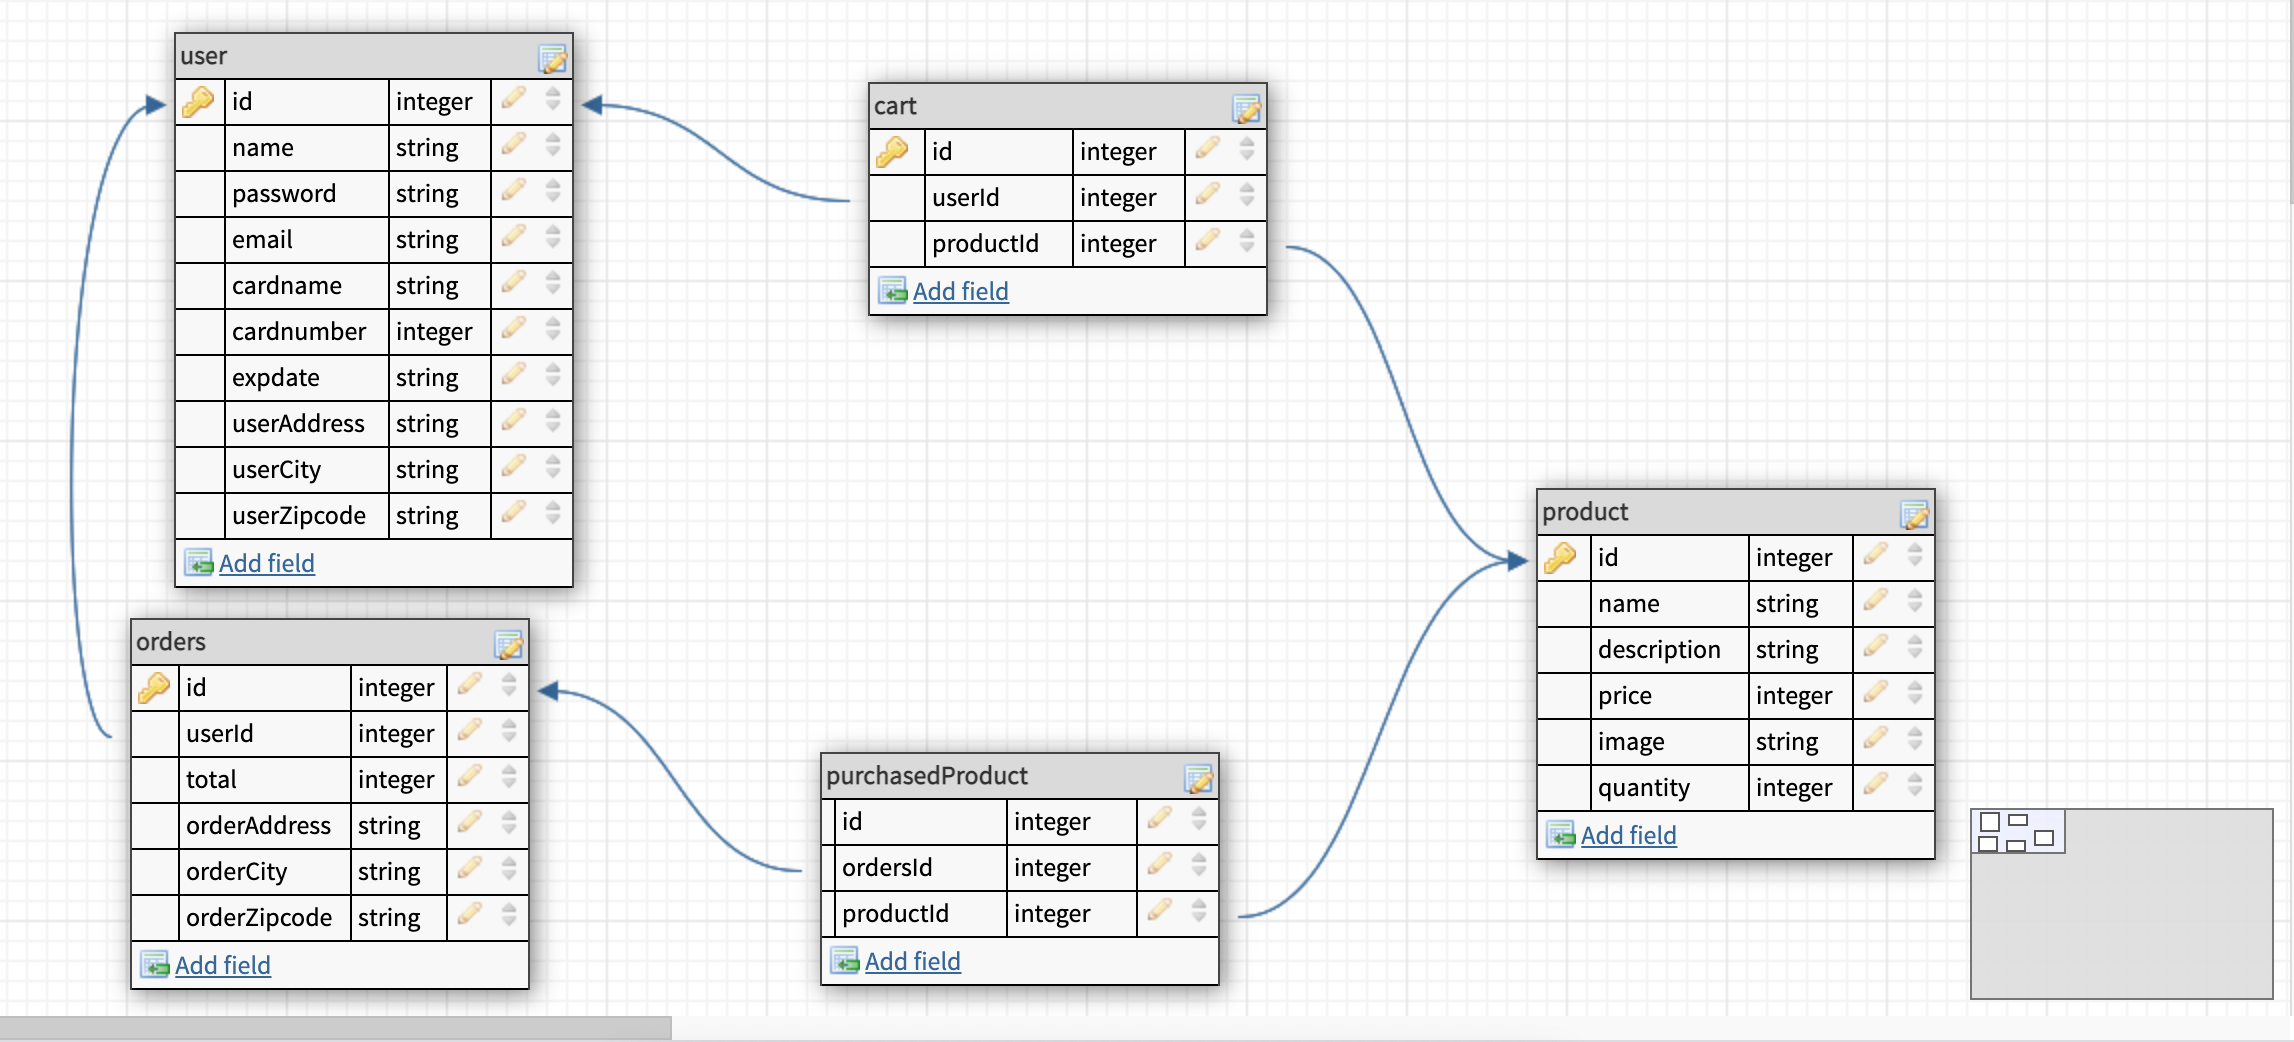 user
id integer
name string
password string
email string
cardname string
cardnumber integer
expdate string
userAddress string
userCity string
userZipcode string
Add field
cart
id integer
userId integer
productId integer
Add field
orders
id integer
userId integer
total integer
orderAddress string
orderCity string
orderZipcode string
Add field
purchasedProduct
id integer
ordersId integer
productId integer
Add field
product
id integer
name string
description string
price integer
image string
quantity integer
Add field